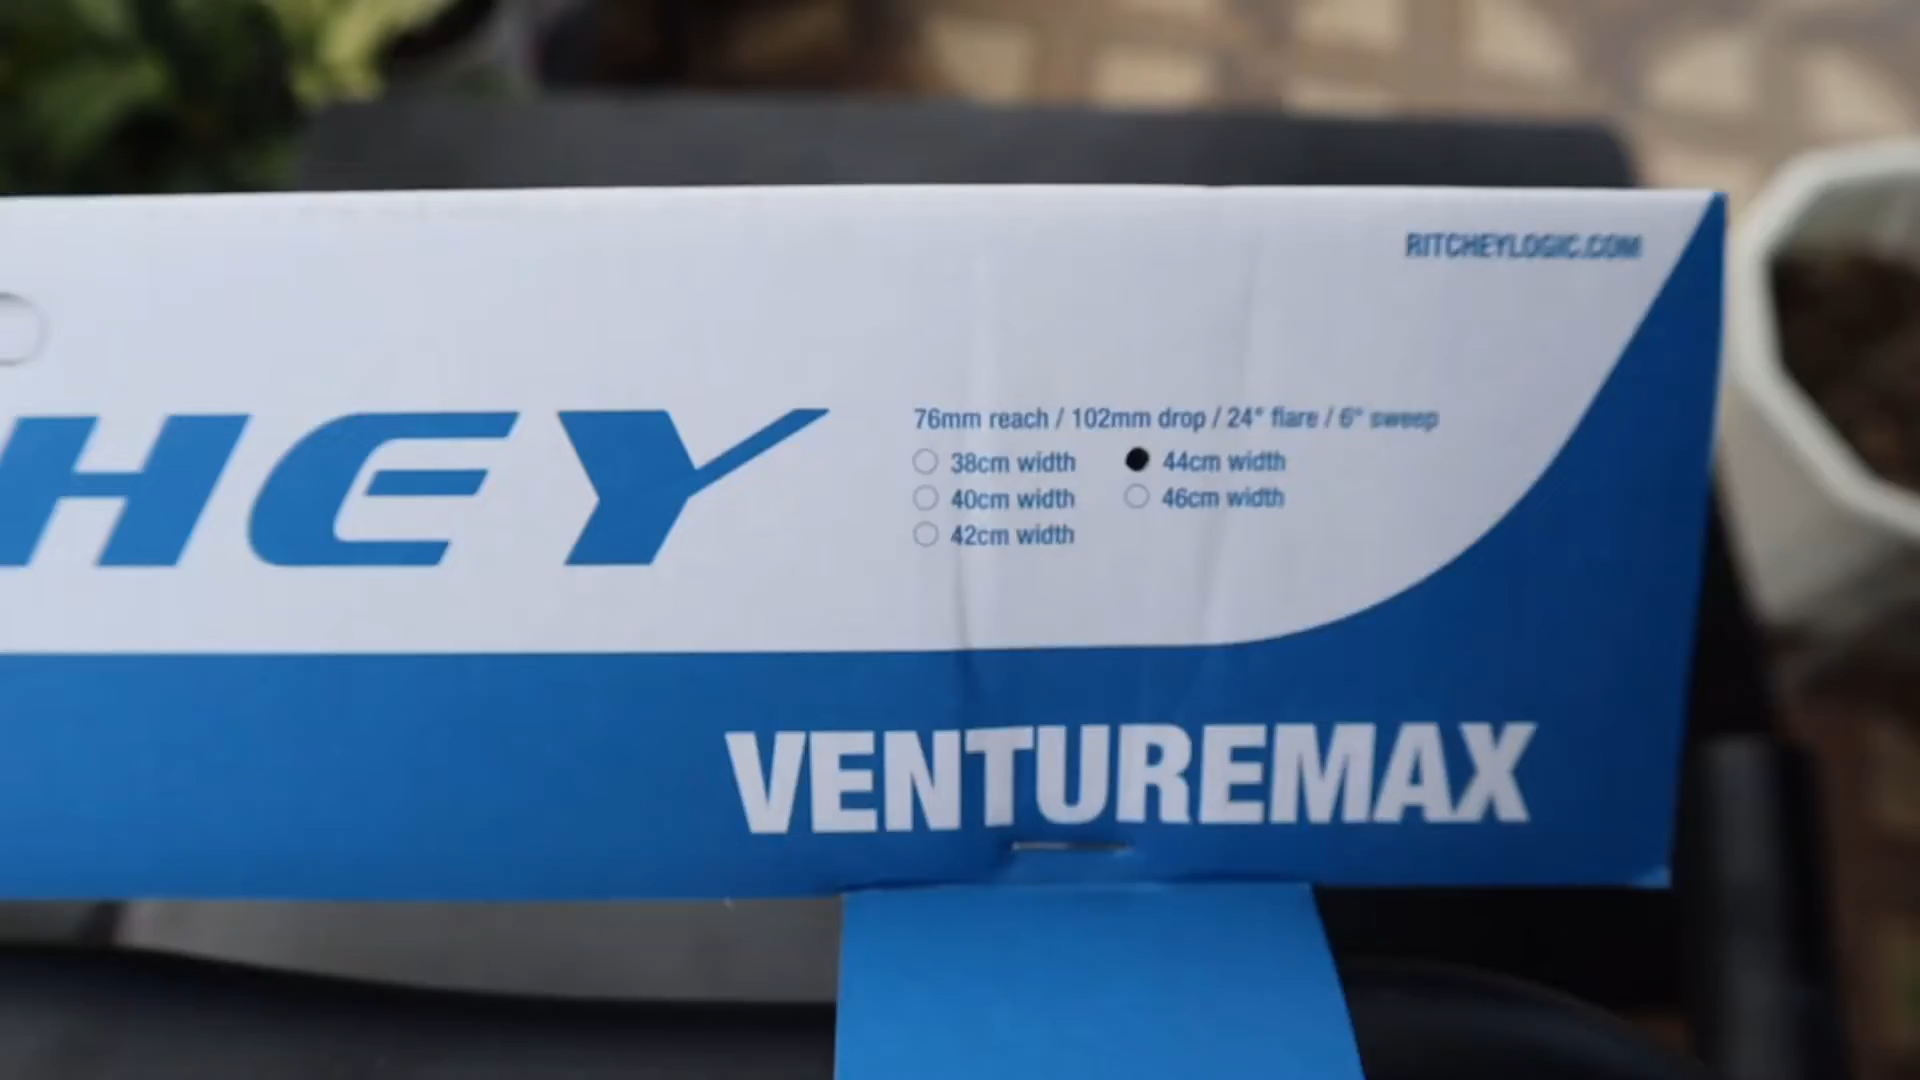 RITCHEYLOGIC.COM
HEY
76mm reach / 102mm drop / 24° flare / 6° sweep
38cm width
44cm width
40cm width
46cm width
42cm width
VENTUREMAX